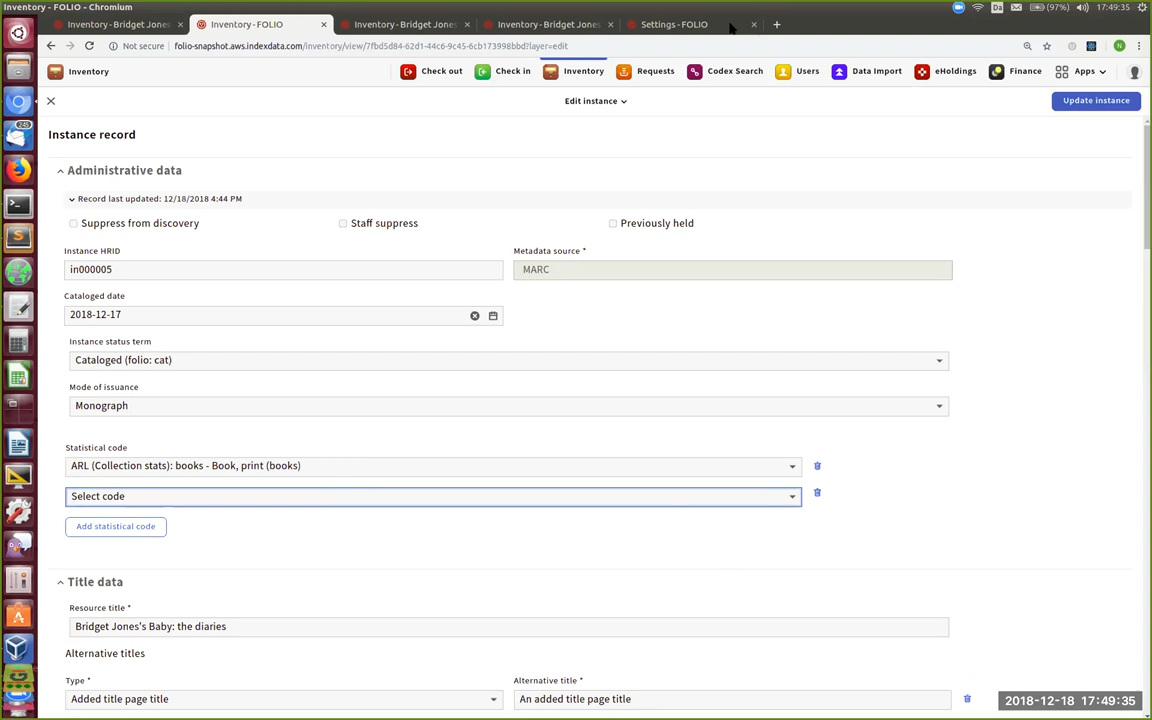 Inventory - FOLIO - Chromium
Da
(97%)
17:49:35
Inventory - Bridget Jones
Inventory - FOLIO
Inventory - Bridget Jones
Inventory - Bridget Jones
Settings - FOLIO
Not secure
folio-snapshot.aws.indexdata.com/inventory/view/7fbd5d84-62d1-44c6-9c45-6cb173998bbd?layer=edit
N
Inventory
Check out
Check in
Inventory
Requests
Codex Search
Users
Data Import
eHoldings
Finance
Apps
Edit instance
Update instance
Instance record
Administrative data
Record last updated: 12/18/2018 4:44 PM
Suppress from discovery
Staff suppress
Previously held
Instance HRID
Metadata source *
in000005
MARC
Cataloged date
2018-12-17
Instance status term
Cataloged (folio: cat)
Mode of issuance
Monograph
Statistical code
ARL (Collection stats): books - Book, print (books)
Select code
Add statistical code
Title data
Resource title *
Bridget Jones's Baby: the diaries
Alternative titles
Type *
Alternative title *
Added title page title
An added title page title
2018-12-18 17:49:35